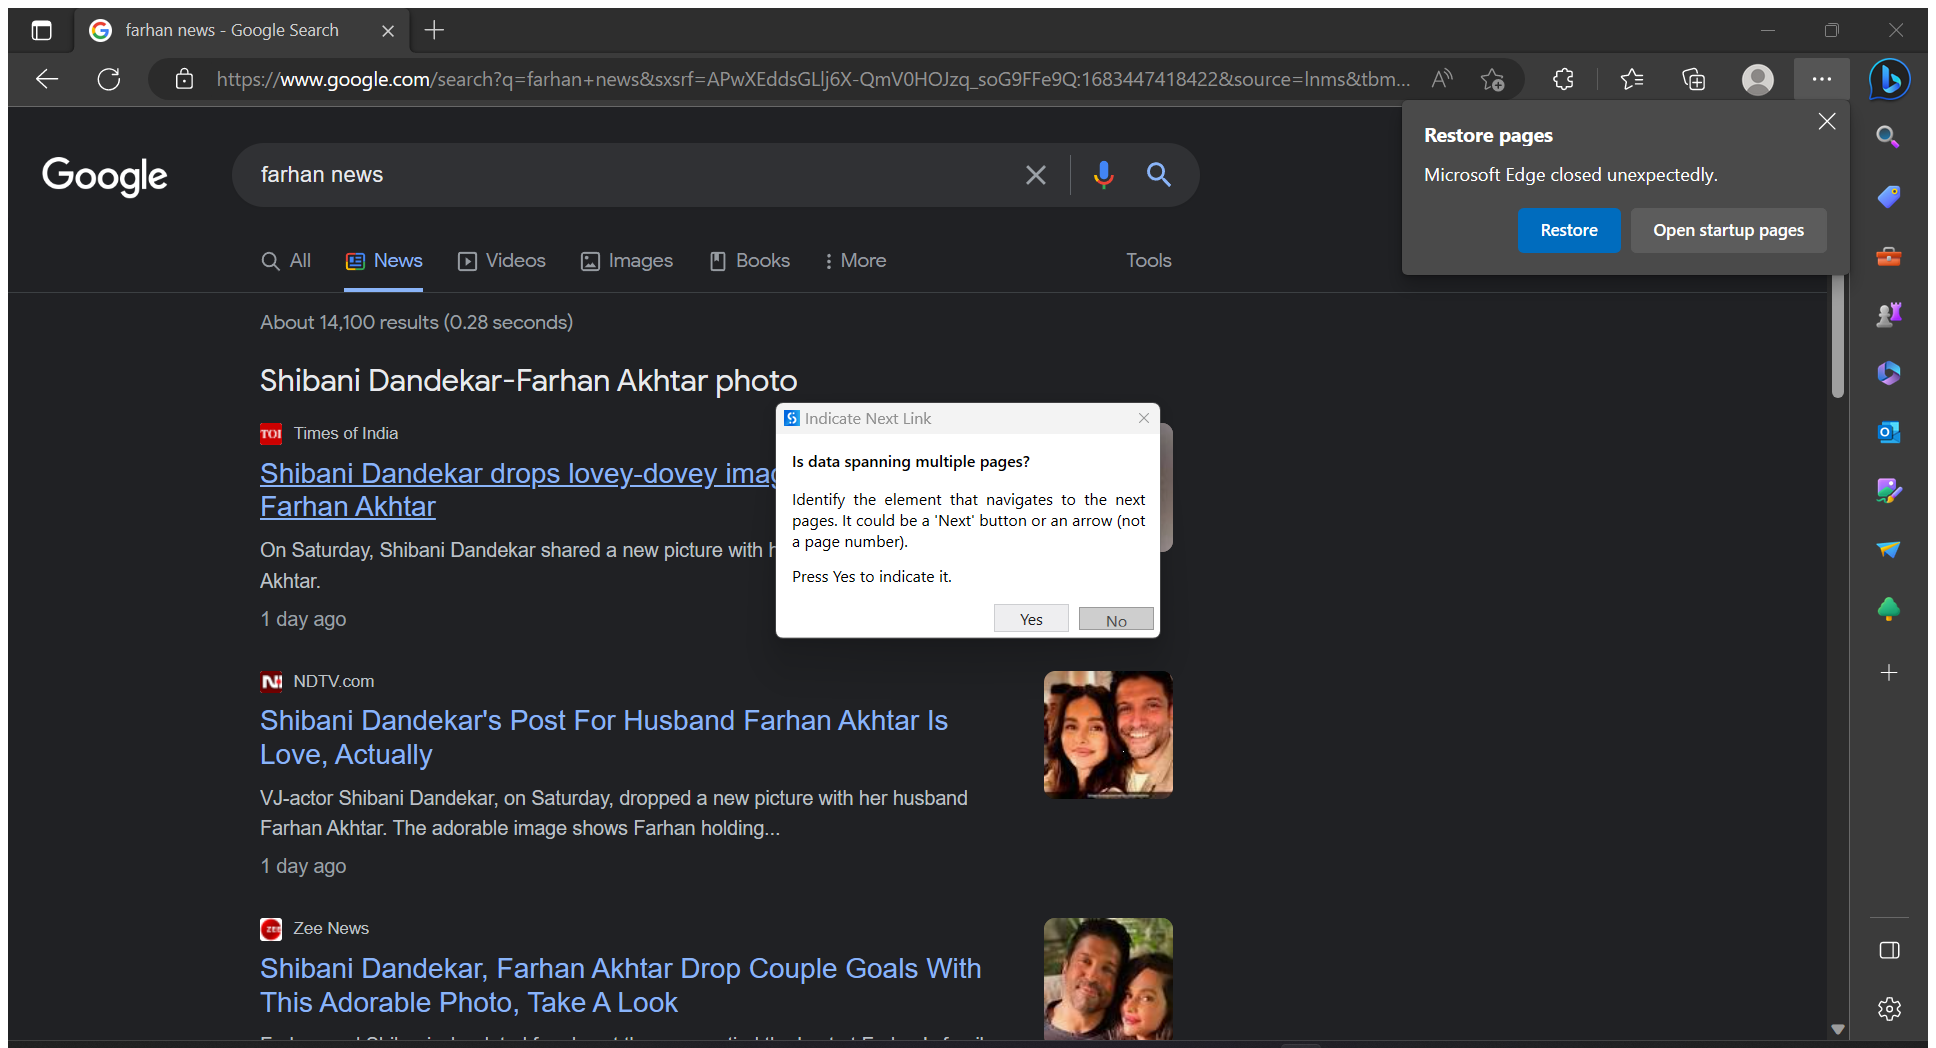 farhan news - Google Search
https://www.google.com/search?q=farhan+news&sxsrf=APwXEddsGLlj6X-QmV0HOJzq_soG9FFe9Q:1683447418422&source=lnms&tbm...
Restore pages
Microsoft Edge closed unexpectedly.
Restore
Open startup pages
Google
farhan news
All
News
Videos
Images
Books
More
Tools
About 14,100 results (0.28 seconds)
Shibani Dandekar-Farhan Akhtar photo
TOI
Times of India
Shibani Dandekar drops lovey-dovey imag
Farhan Akhtar
On Saturday, Shibani Dandekar shared a new picture with h
Akhtar.
1 day ago
Indicate Next Link
Is data spanning multiple pages?
Identify the element that navigates to the next
pages. It could be a 'Next' button or an arrow (not
a page number).
Press Yes to indicate it.
Yes
No
NDTV.com
Shibani Dandekar's Post For Husband Farhan Akhtar Is
Love, Actually
VJ-actor Shibani Dandekar, on Saturday, dropped a new picture with her husband
Farhan Akhtar. The adorable image shows Farhan holding...
1 day ago
ZEE
Zee News
Shibani Dandekar, Farhan Akhtar Drop Couple Goals With
This Adorable Photo, Take A Look